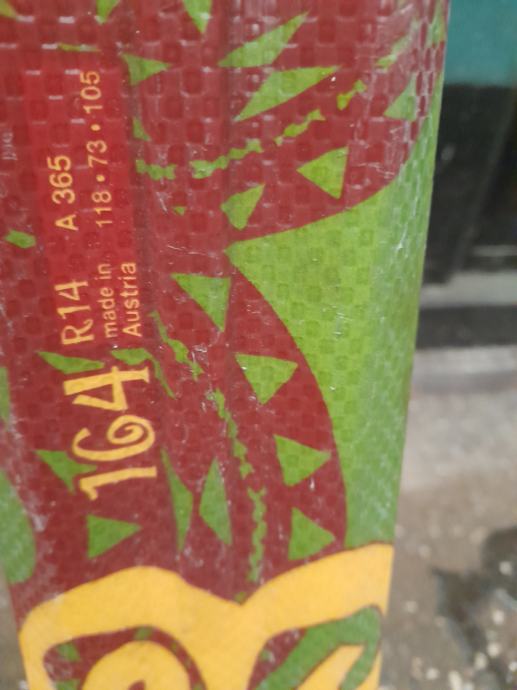 164
R14 A 365
made in 118 • 73 • 105
Austria